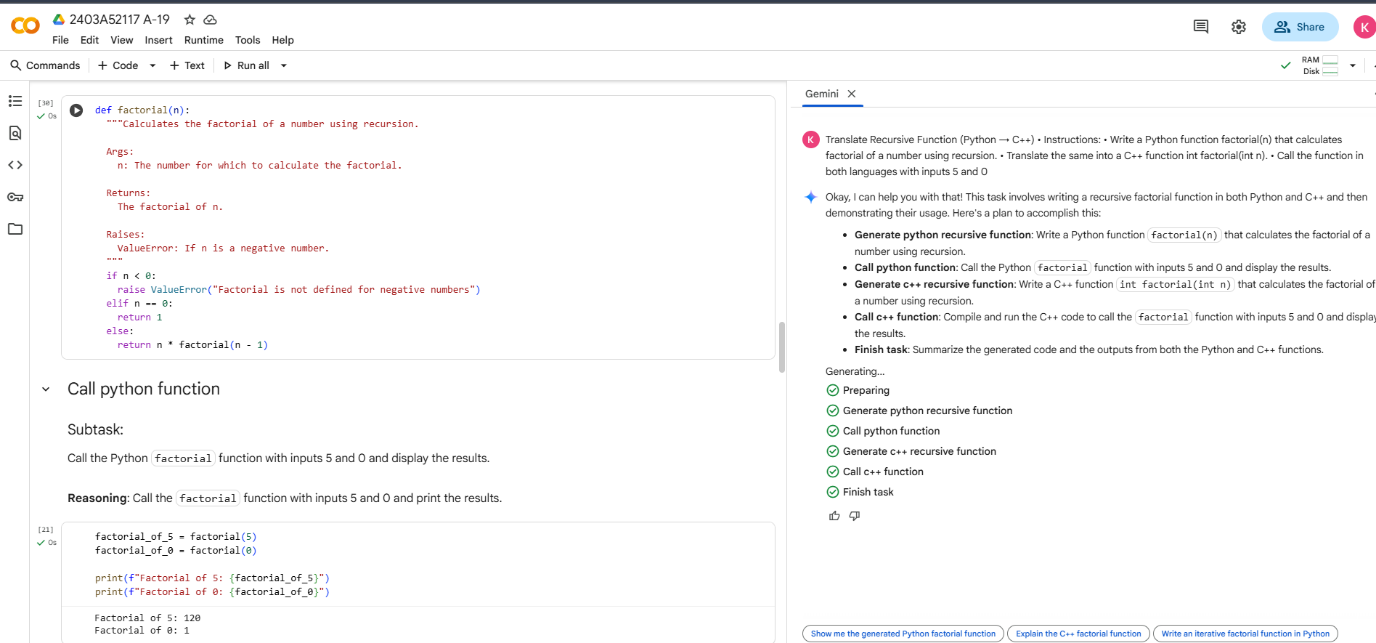 2403A52117 A-19
File Edit View Insert Runtime Tools Help
Share
K
Commands + Code + Text Run all
RAM
Disk
[30]
0s
def factorial(n):
"""Calculates the factorial of a number using recursion.
Args:
n: The number for which to calculate the factorial.
Returns:
The factorial of n.
Raises:
ValueError: If n is a negative number.
"""
if n < 0:
raise ValueError("Factorial is not defined for negative numbers")
elif n == 0:
return 1
else:
return n * factorial(n - 1)
Call python function
Subtask:
Call the Python factorial function with inputs 5 and 0 and display the results.
Reasoning: Call the factorial function with inputs 5 and 0 and print the results.
[21]
0s
factorial_of_5 = factorial(5)
factorial_of_0 = factorial(0)
print(f"Factorial of 5: {factorial_of_5}")
print(f"Factorial of 0: {factorial_of_0}")
Factorial of 5: 120
Factorial of 0: 1
Gemini
K
Translate Recursive Function (Python → C++) • Instructions: • Write a Python function factorial(n) that calculates
factorial of a number using recursion. • Translate the same into a C++ function int factorial(int n). • Call the function in
both languages with inputs 5 and 0
Okay, I can help you with that! This task involves writing a recursive factorial function in both Python and C++ and then
demonstrating their usage. Here's a plan to accomplish this:
• Generate python recursive function: Write a Python function factorial(n) that calculates the factorial of a
number using recursion.
• Call python function: Call the Python factorial function with inputs 5 and 0 and display the results.
• Generate c++ recursive function: Write a C++ function int factorial(int n) that calculates the factorial of
a number using recursion.
• Call c++ function: Compile and run the C++ code to call the factorial function with inputs 5 and 0 and display
the results.
• Finish task: Summarize the generated code and the outputs from both the Python and C++ functions.
Generating...
Preparing
Generate python recursive function
Call python function
Generate c++ recursive function
Call c++ function
Finish task
Show me the generated Python factorial function
Explain the C++ factorial function
Write an iterative factorial function in Python